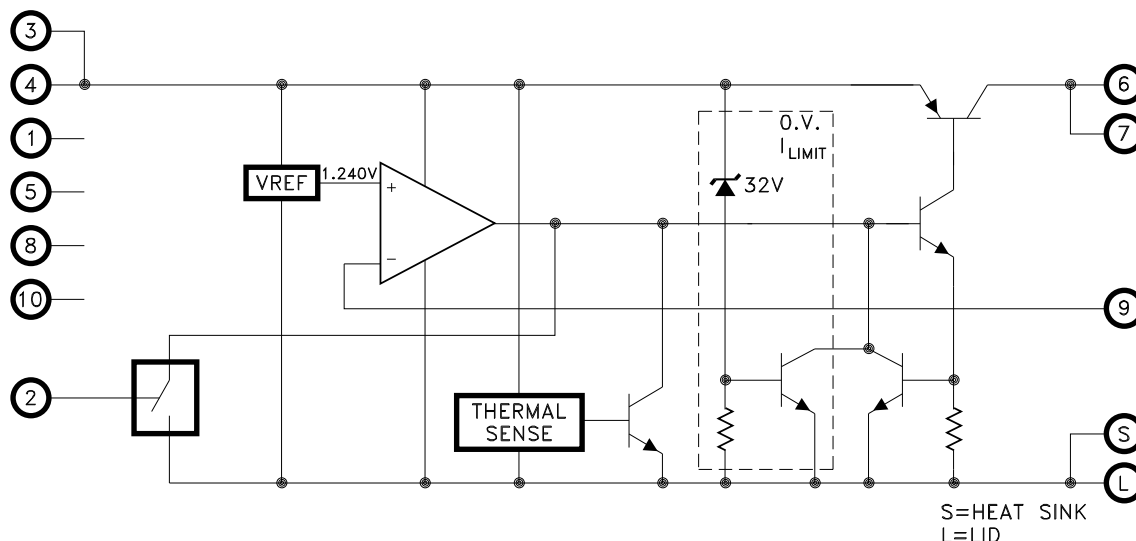 3
4
1
5
8
10
2
VREF
1.240V
+
−
THERMAL
SENSE
O.V.
I LIMIT
32V
6
7
9
S
L
S=HEAT SINK
L=LID